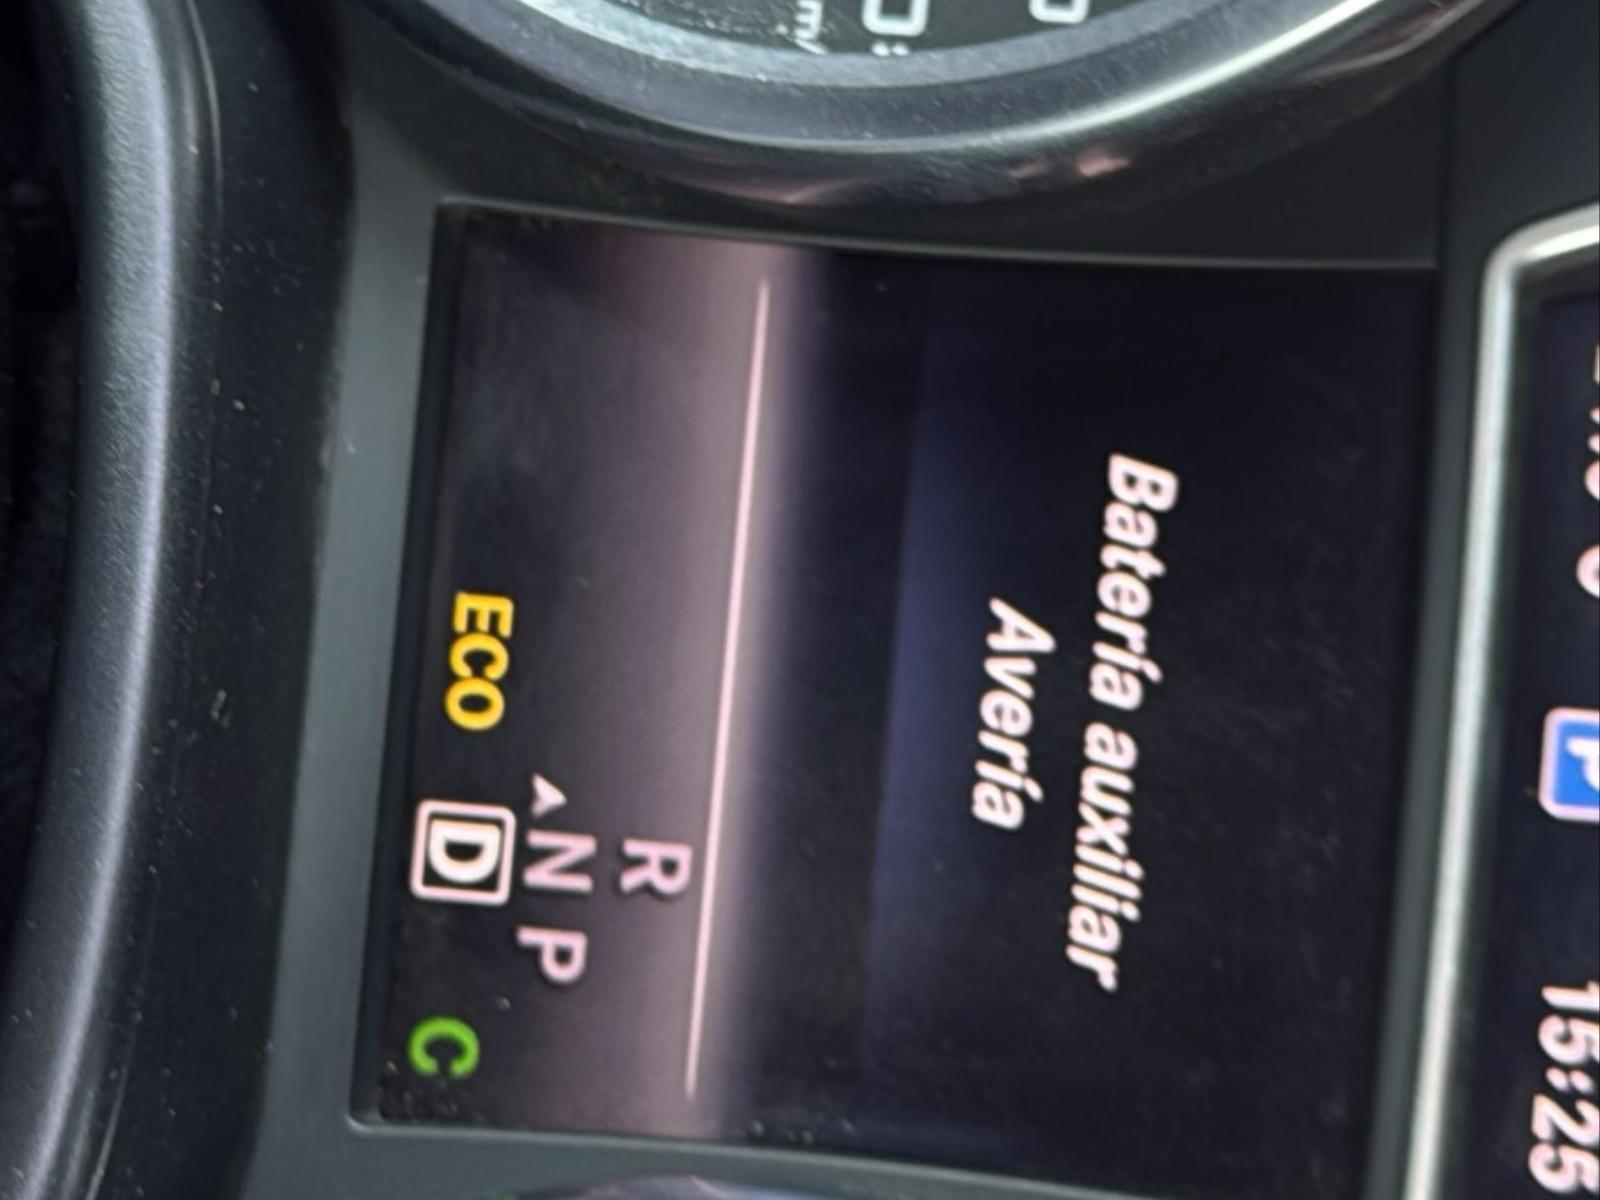 15:25
P
Batería auxiliar
Avería
R
N P
ECO D C